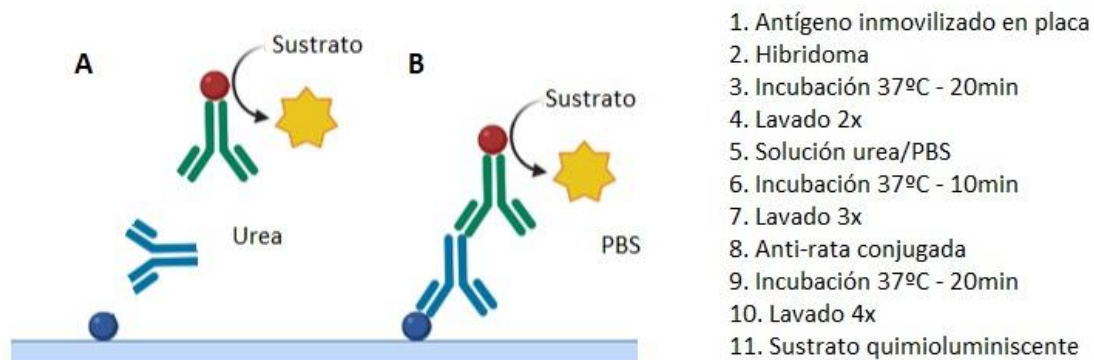 A
Sustrato
Urea
B
Sustrato
PBS
1. Antígeno inmovilizado en placa
2. Hibridoma
3. Incubación 37ºC - 20min
4. Lavado 2x
5. Solución urea/PBS
6. Incubación 37ºC - 10min
7. Lavado 3x
8. Anti-rata conjugada
9. Incubación 37ºC - 20min
10. Lavado 4x
11. Sustrato quimioluminiscente